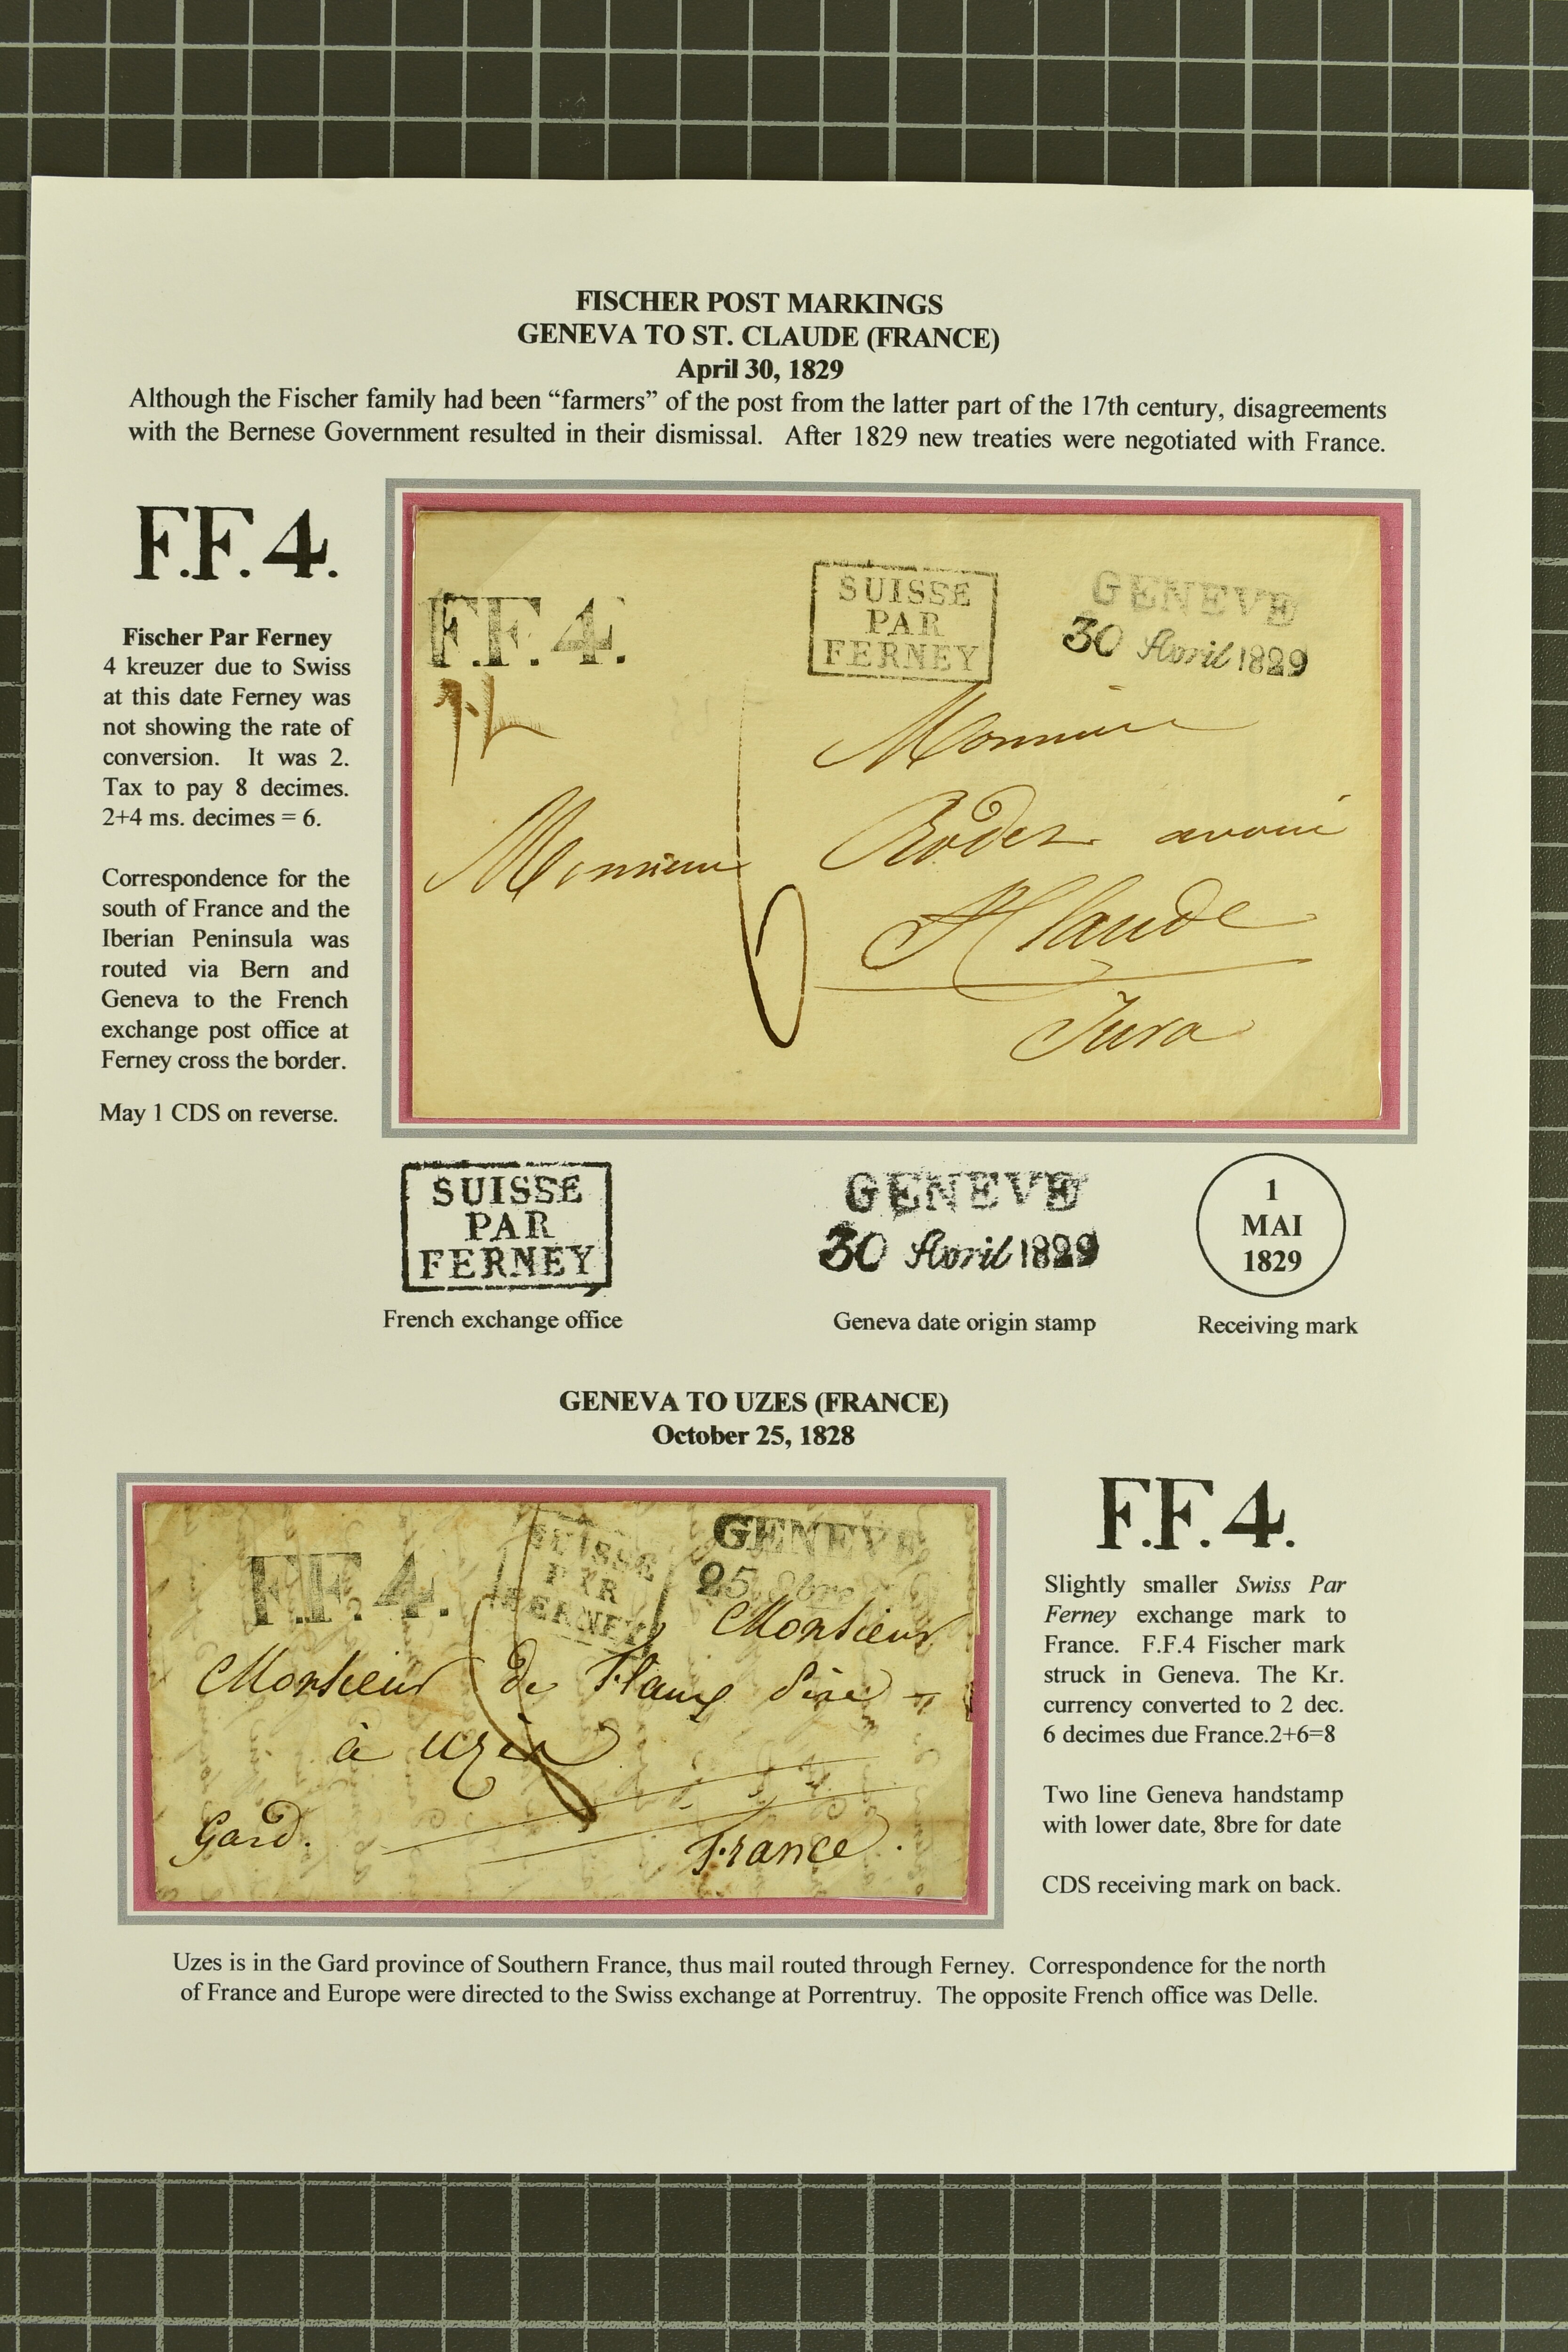 FISCHER POST MARKINGS
GENEVA TO ST. CLAUDE (FRANCE)
April 30, 1829
Although the Fischer family had been “farmers” of the post from the latter part of the 17th century, disagreements
with the Bernese Government resulted in their dismissal. After 1829 new treaties were negotiated with France.
F.F.4.
Fischer Par Ferney
4 kreuzer due to Swiss
at this date Ferney was
not showing the rate of
conversion. It was 2.
Tax to pay 8 decimes.
2+4 ms. decimes = 6.
Correspondence for the
south of France and the
Iberian Peninsula was
routed via Bern and
Geneva to the French
exchange post office at
Ferney cross the border.
May 1 CDS on reverse.
F.F.4.
SUISSE
PAR
FERNEY
GENEVE
30 Avril 1829
Monsieur
Monsieur Rodet avoué
St Claude
Jura
6
SUISSE
PAR
FERNEY
French exchange office
GENEVE
30 Avril 1829
Geneva date origin stamp
1
MAI
1829
Receiving mark
GENEVA TO UZES (FRANCE)
October 25, 1828
F.F.4.
SUISSE
PAR
FERNEY
GENEVE
25 8bre
Monsieur
Monsieur de Flaux
à uzès
Gard.
France.
F.F.4.
Slightly smaller Swiss Par
Ferney exchange mark to
France. F.F.4 Fischer mark
struck in Geneva. The Kr.
currency converted to 2 dec.
6 decimes due France.2+6=8
Two line Geneva handstamp
with lower date, 8bre for date
CDS receiving mark on back.
Uzes is in the Gard province of Southern France, thus mail routed through Ferney. Correspondence for the north
of France and Europe were directed to the Swiss exchange at Porrentruy. The opposite French office was Delle.